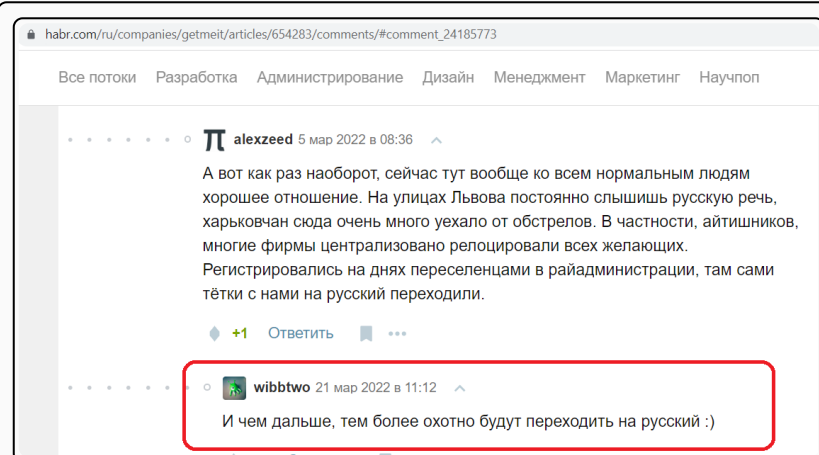 habr.com/ru/companies/getmeit/articles/654283/comments/#comment_24185773
Все потоки Разработка Администрирование Дизайн Менеджмент Маркетинг Научпоп
alexzeed 5 мар 2022 в 08:36
А вот как раз наоборот, сейчас тут вообще ко всем нормальным людям
хорошее отношение. На улицах Львова постоянно слышишь русскую речь,
харьковчан сюда очень много уехало от обстрелов. В частности, айтишников,
многие фирмы централизовано релоцировали всех желающих.
Регистрировались на днях переселенцами в райадминистрации, там сами
тётки с нами на русский переходили.
+1 Ответить
wibbtwo 21 мар 2022 в 11:12
И чем дальше, тем более охотно будут переходить на русский :)